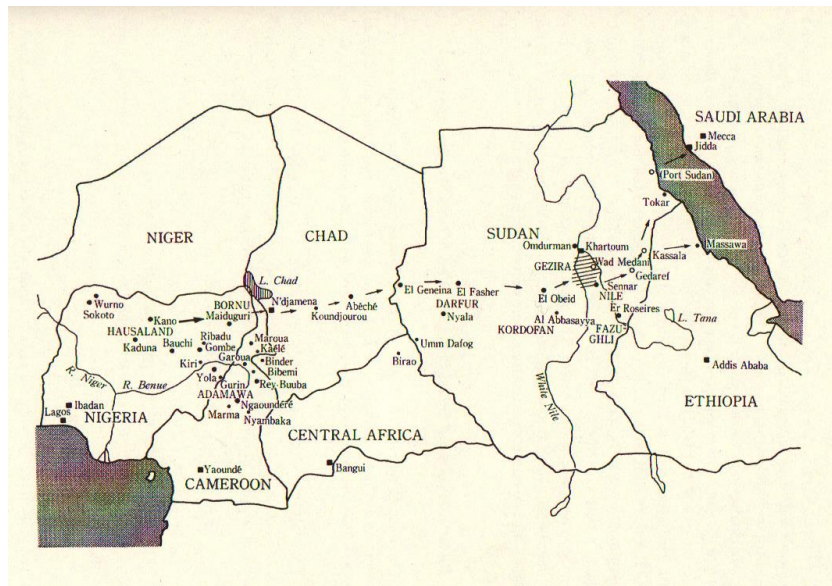 SAUDI ARABIA
Mecca
Jidda
(Port Sudan)
Tokar
NIGER
CHAD
SUDAN
Omdurman
Khartoum
Kassala
Massawa
L. Chad
GEZIRA
Wad Medani
Gedaref
Wurno
Sokoto
Kano
BORNU
Maiduguri
N'djamena
Abéché
Koundjourou
El Geneina
El Fasher
DARFUR
Nyala
El Obeid
Sennar
NILE
Er Roseires
HAUSALAND
Kaduna
Bauchi
Ribadu
Gombe
Maroua
Kaélé
Al Abbasayya
KORDOFAN
FAZU-
GHLI
L. Tana
Kiri
Garoua
Binder
Bibemi
Umm Dafog
Birao
R. Niger
R. Benue
Yola
Gurin
Rey-Buuba
Addis Ababa
Ibadan
Lagos
NIGERIA
ADAMAWA
Ngaoundéré
Marma
Nyambaka
White Nile
ETHIOPIA
CENTRAL AFRICA
Yaoundé
CAMEROON
Bangui